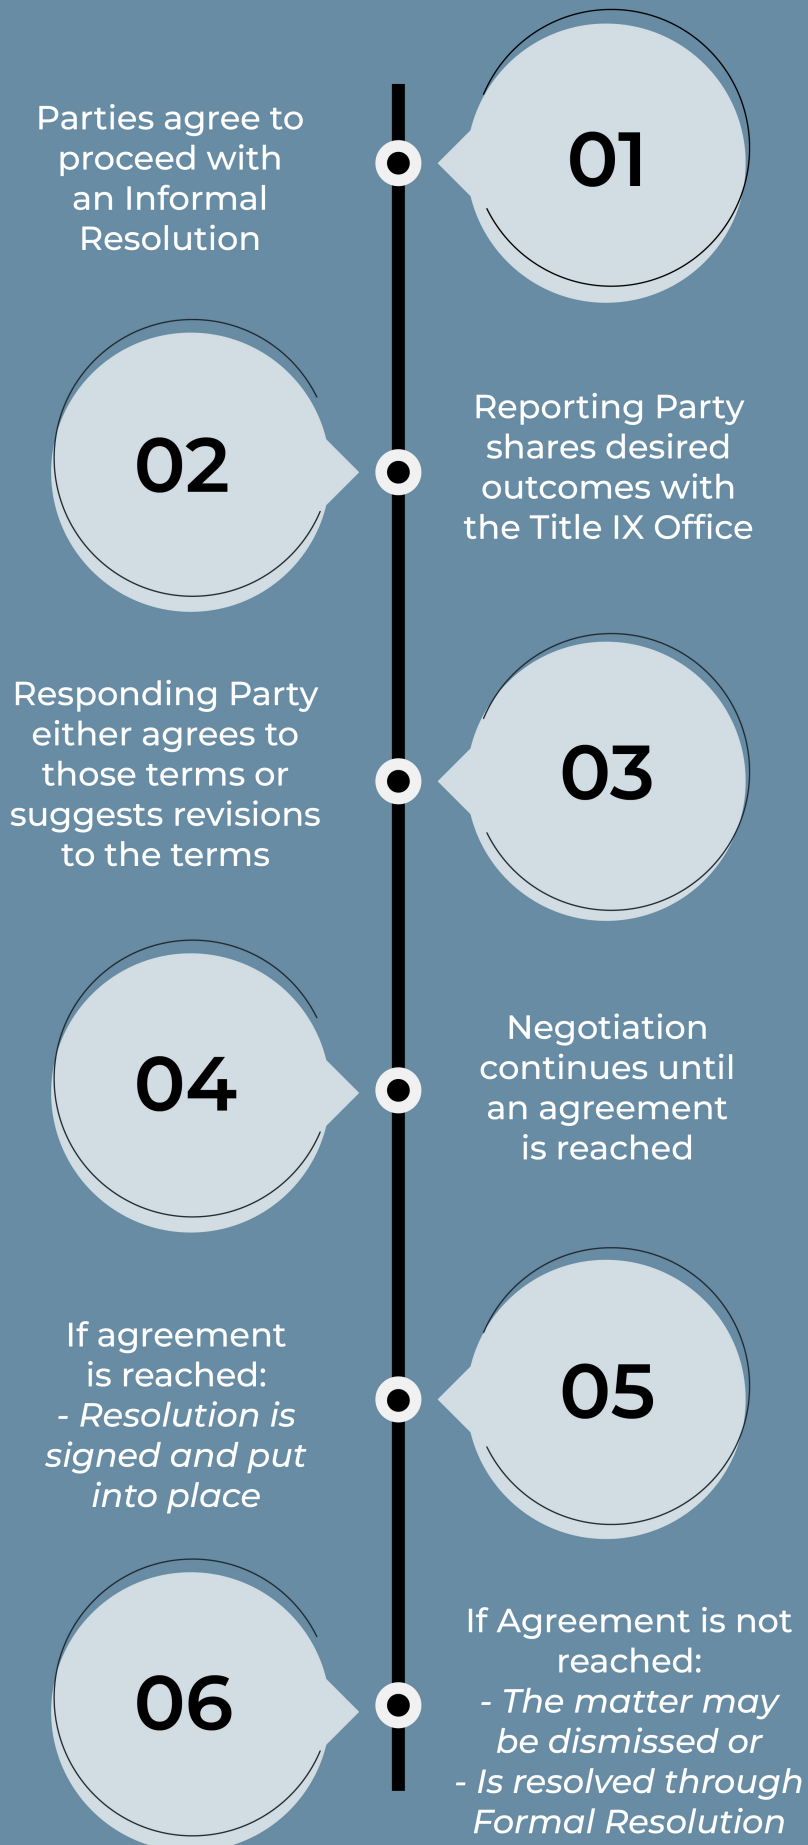 01
Parties agree to
proceed with
an Informal
Resolution
02
Reporting Party
shares desired
outcomes with
the Title IX Office
03
Responding Party
either agrees to
those terms or
suggests revisions
to the terms
04
Negotiation
continues until
an agreement
is reached
05
If agreement
is reached:
- Resolution is
signed and put
into place
06
If Agreement is not
reached:
- The matter may
be dismissed or
- Is resolved through
Formal Resolution